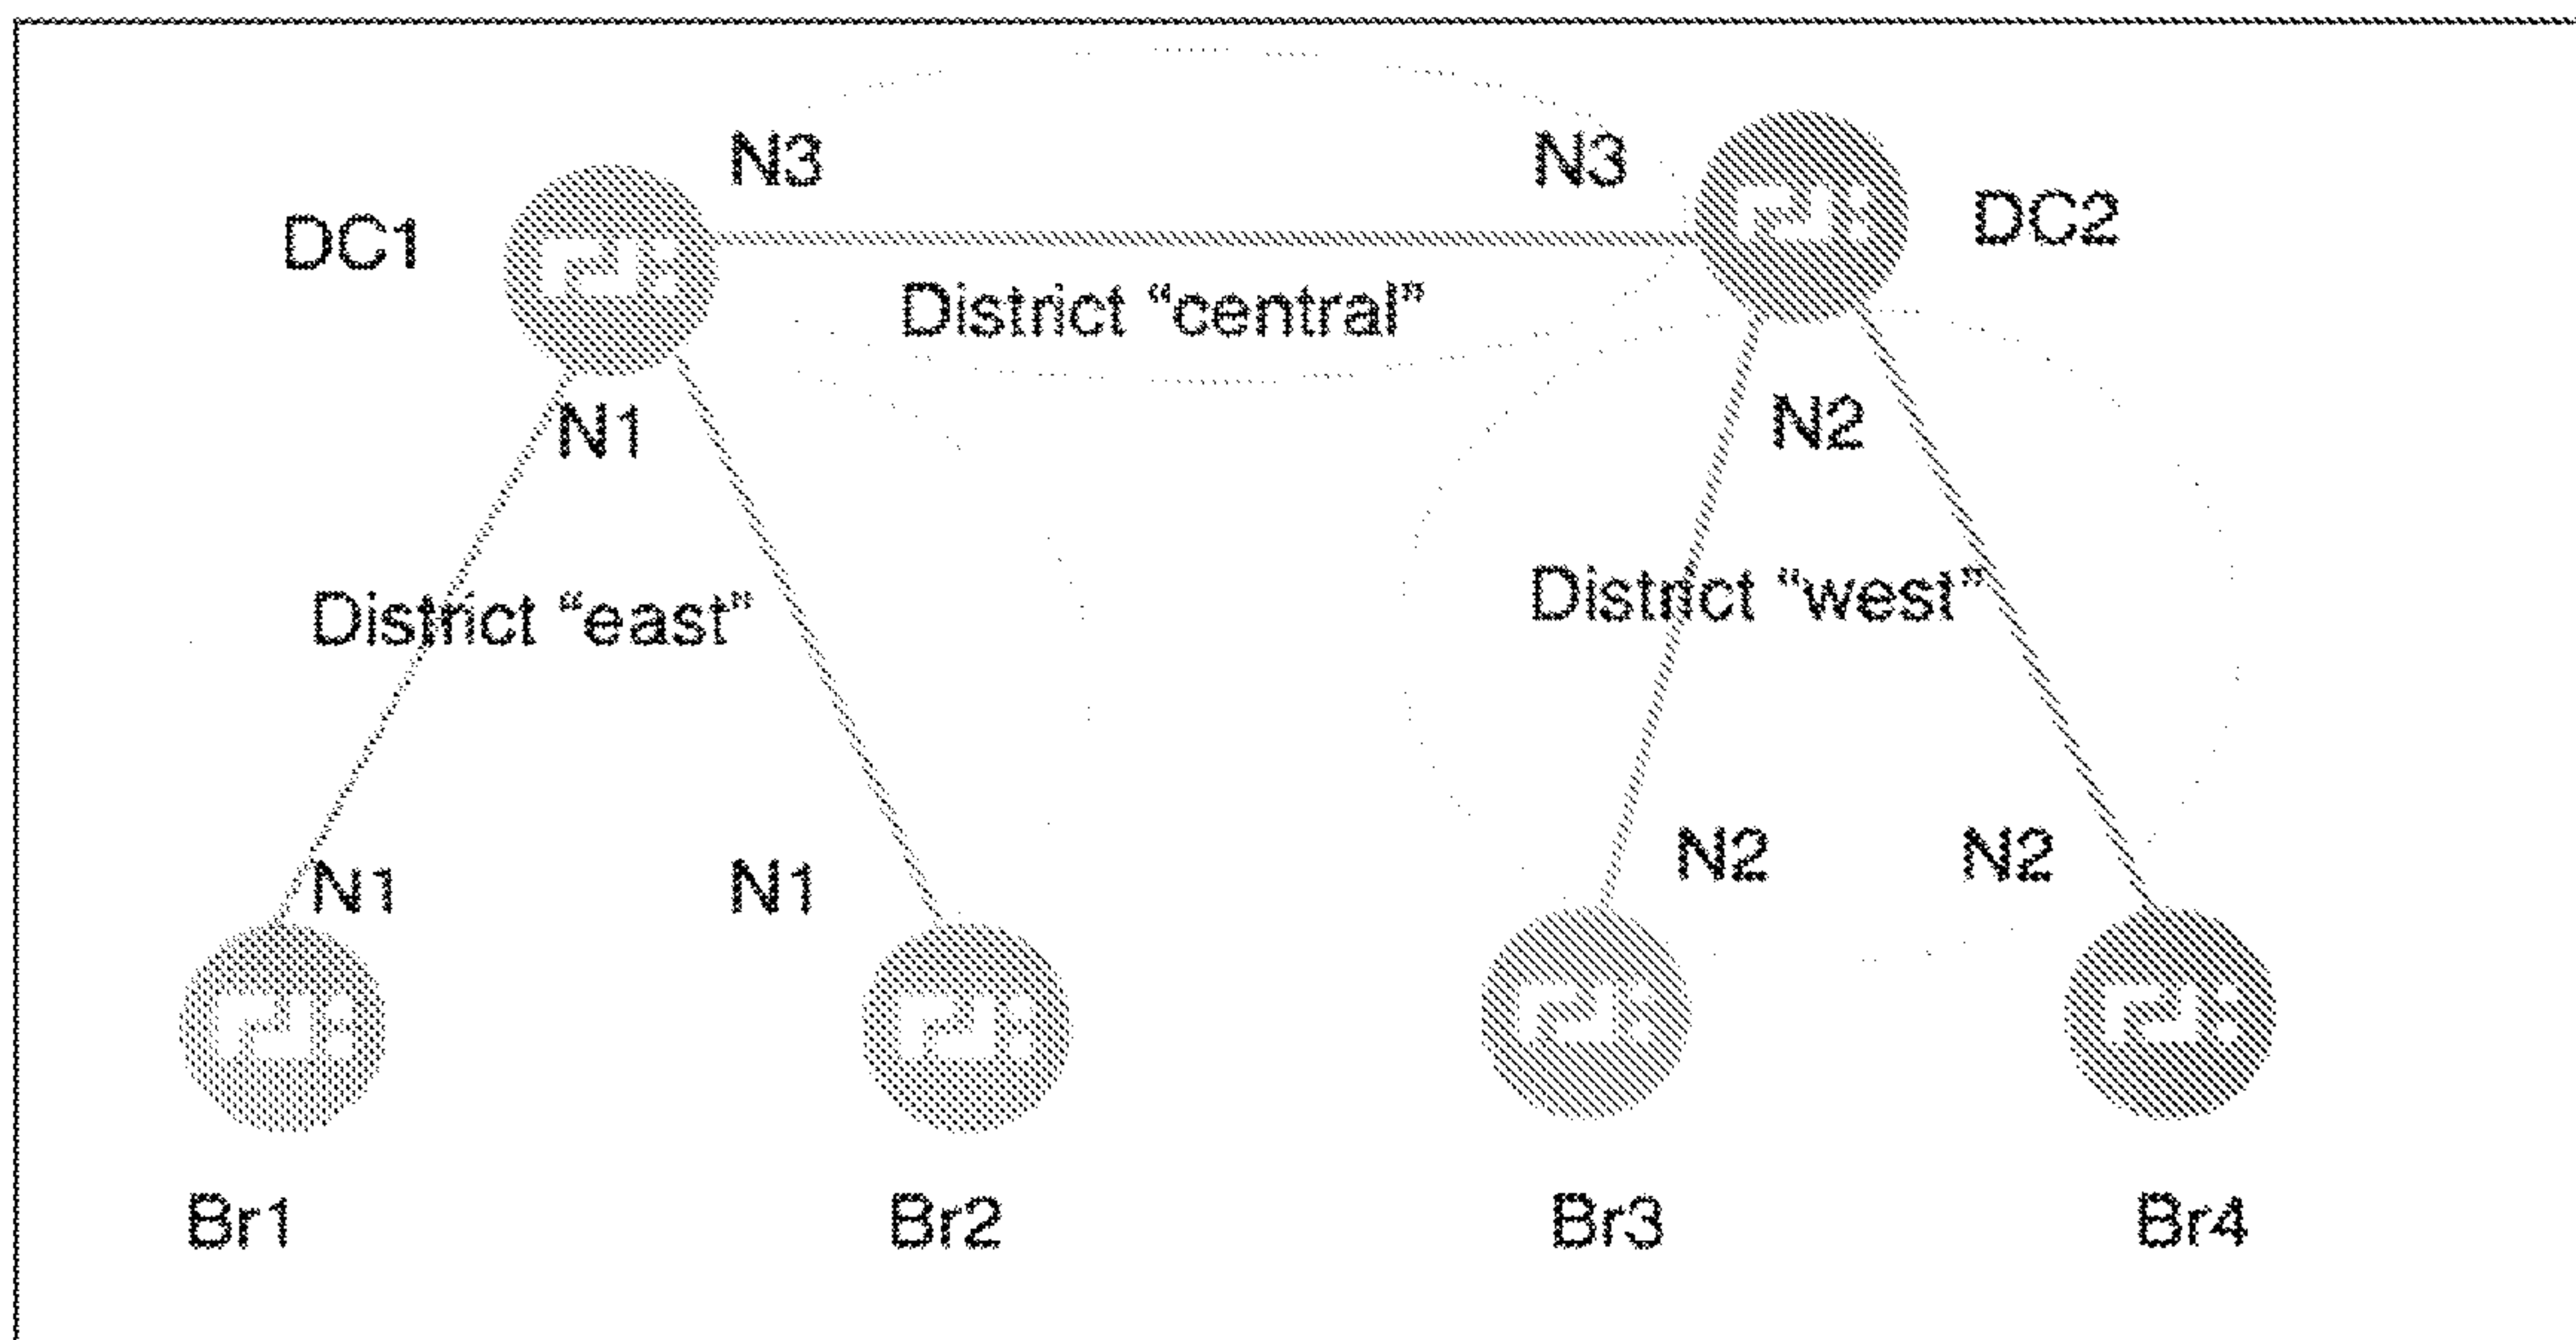 N3
N3
DC1
DC2
District “central”
N1
N2
District “east”
District “west”
N1
N1
N2
N2
Br1
Br2
Br3
Br4